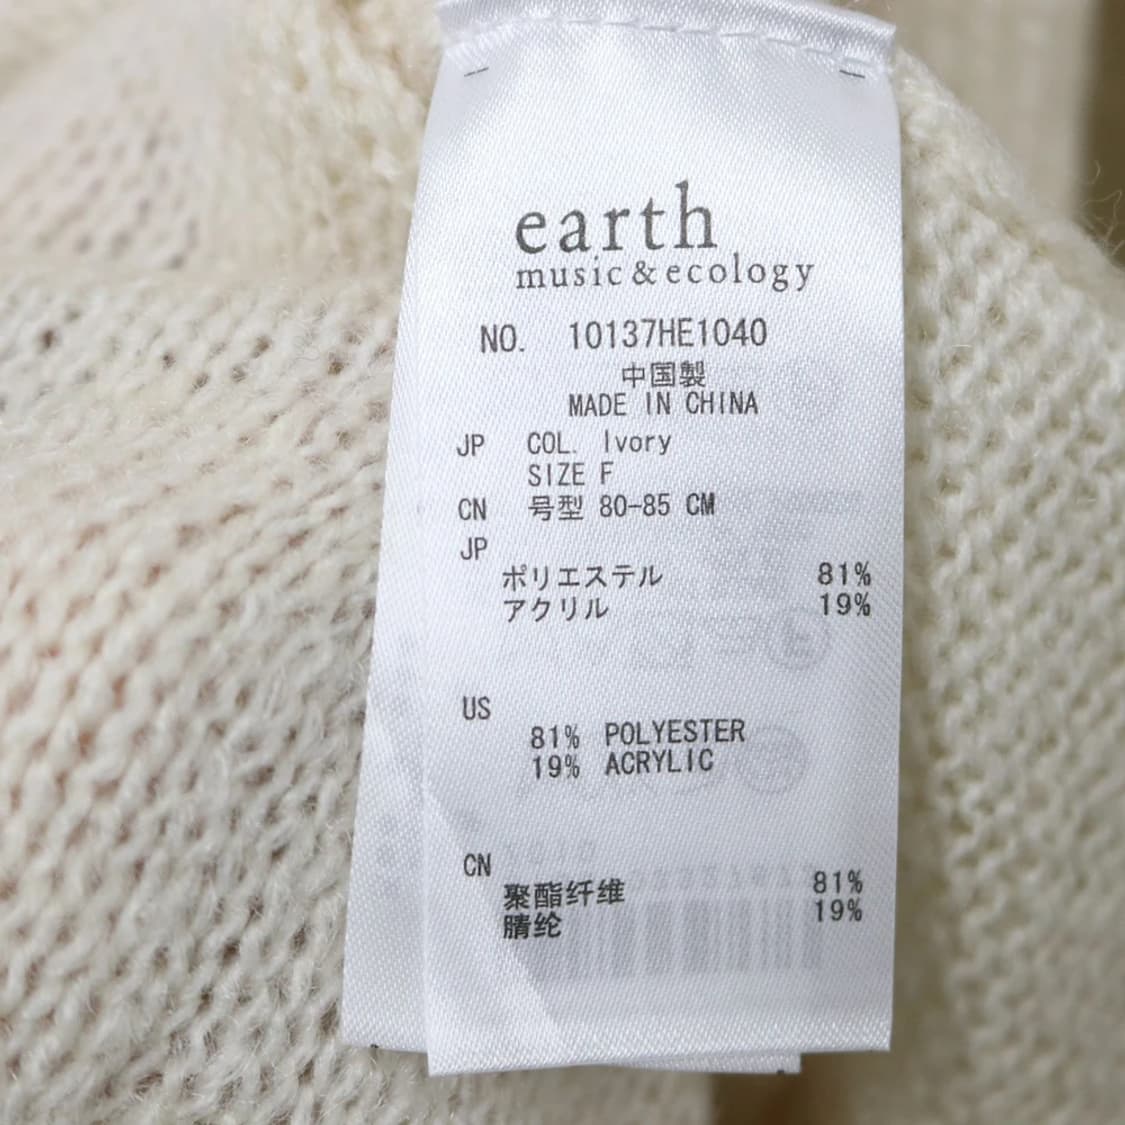 earth
music & ecology
NO. 10137HE1040
中国製
MADE IN CHINA
JP COL. Ivory
SIZE F
CN 号型 80-85 CM
JP
ポリエステル 81%
アクリル 19%
US
81% POLYESTER
19% ACRYLIC
CN
聚酯纤维 81%
腈纶 19%